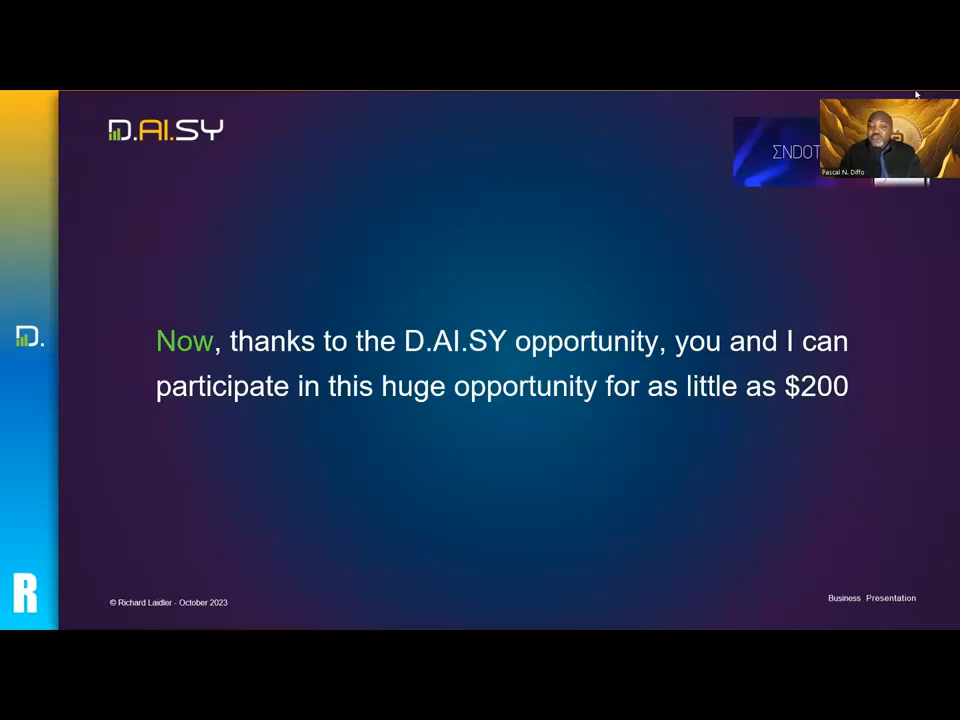 D.AI.SY
ΣNDOT
Pascal N. Diffo
Now, thanks to the D.AI.SY opportunity, you and I can
participate in this huge opportunity for as little as $200
D.
R
© Richard Laidler - October 2023
Business Presentation